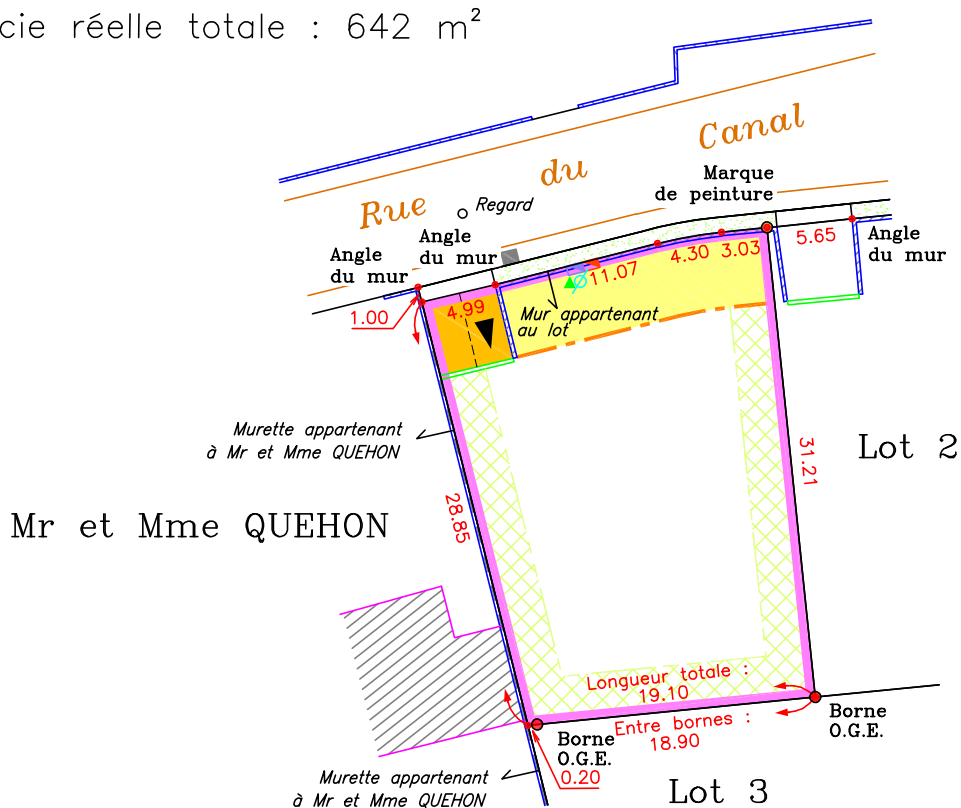 cie réelle totale : 642 m²
Rue du Canal
Marque
de peinture
Regard
Angle
du mur
Angle
du mur
Angle
du mur
5.65
4.30
3.03
11.07
4.99
1.00
Mur appartenant
au lot
Murette appartenant
à Mr et Mme QUEHON
31.21
Lot 2
28.85
Mr et Mme QUEHON
Longueur totale :
19.10
Entre bornes :
18.90
Borne
O.G.E.
Borne
O.G.E.
0.20
Murette appartenant
à Mr et Mme QUEHON
Lot 3